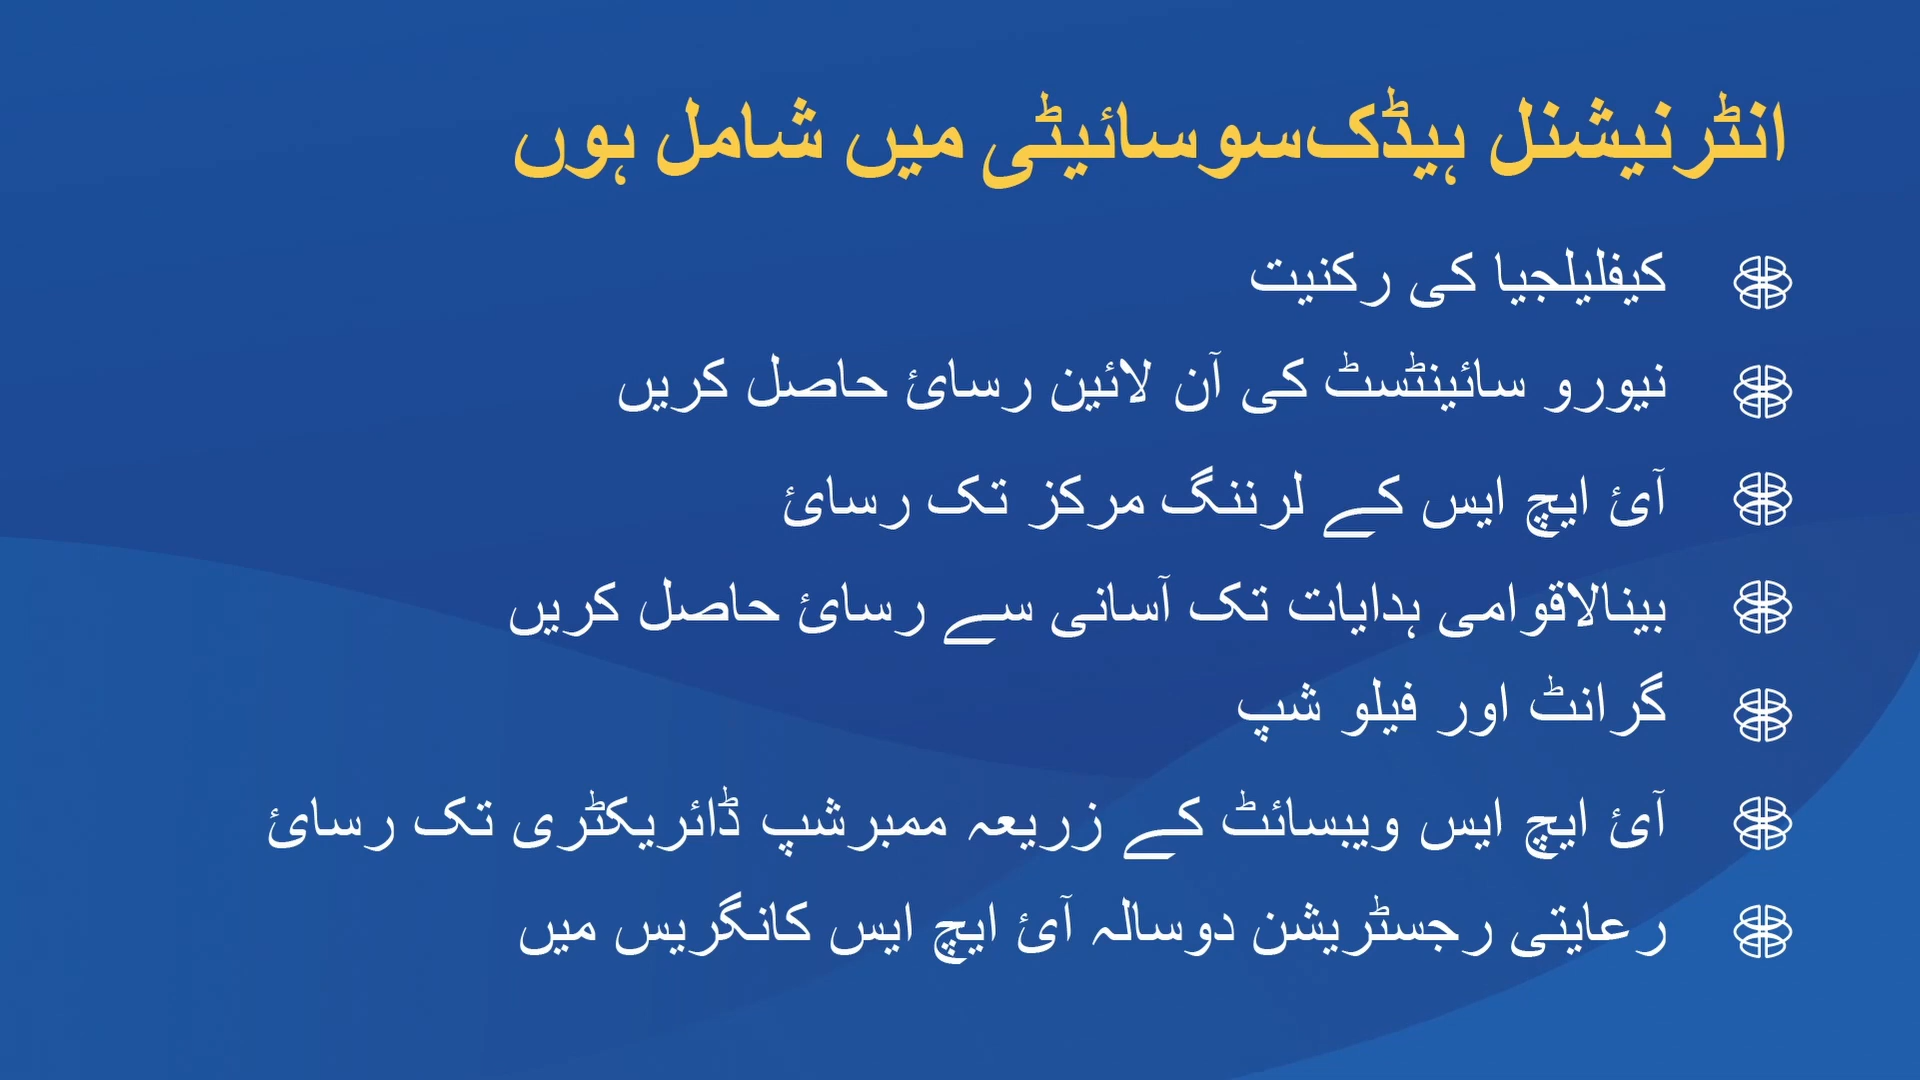 انٹرنیشنل ہیڈک‌سوسائیٹی میں شامل ہوں
کیفلیلجیا کی رکنیت
نیورو سائینٹسٹ کی آن لائین رسائ حاصل کریں
آئ ایچ ایس کے لرننگ مرکز تک رسائ
بینالاقوامی ہدایات تک آسانی سے رسائ حاصل کریں
گرانٹ اور فیلو شپ
آئ ایچ ایس ویبسائٹ کے زریعہ ممبرشپ ڈائریکٹری تک رسائ
رعایتی رجسٹریشن دوسالہ آئ ایچ ایس کانگریس میں